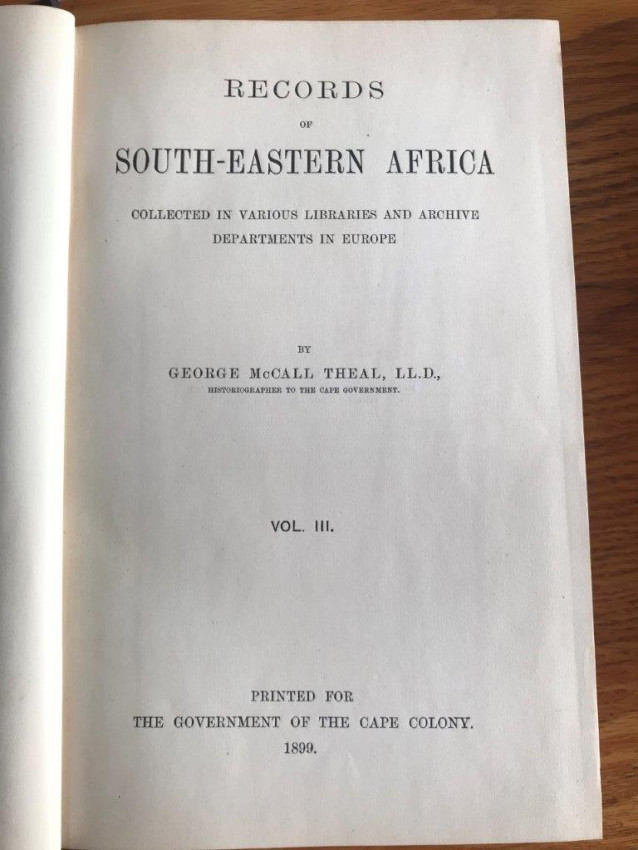 RECORDS
OF
SOUTH-EASTERN AFRICA
COLLECTED IN VARIOUS LIBRARIES AND ARCHIVE
DEPARTMENTS IN EUROPE
BY
GEORGE McCALL THEAL, LL.D.,
HISTORIOGRAPHER TO THE CAPE GOVERNMENT.
VOL. III.
PRINTED FOR
THE GOVERNMENT OF THE CAPE COLONY.
1899.